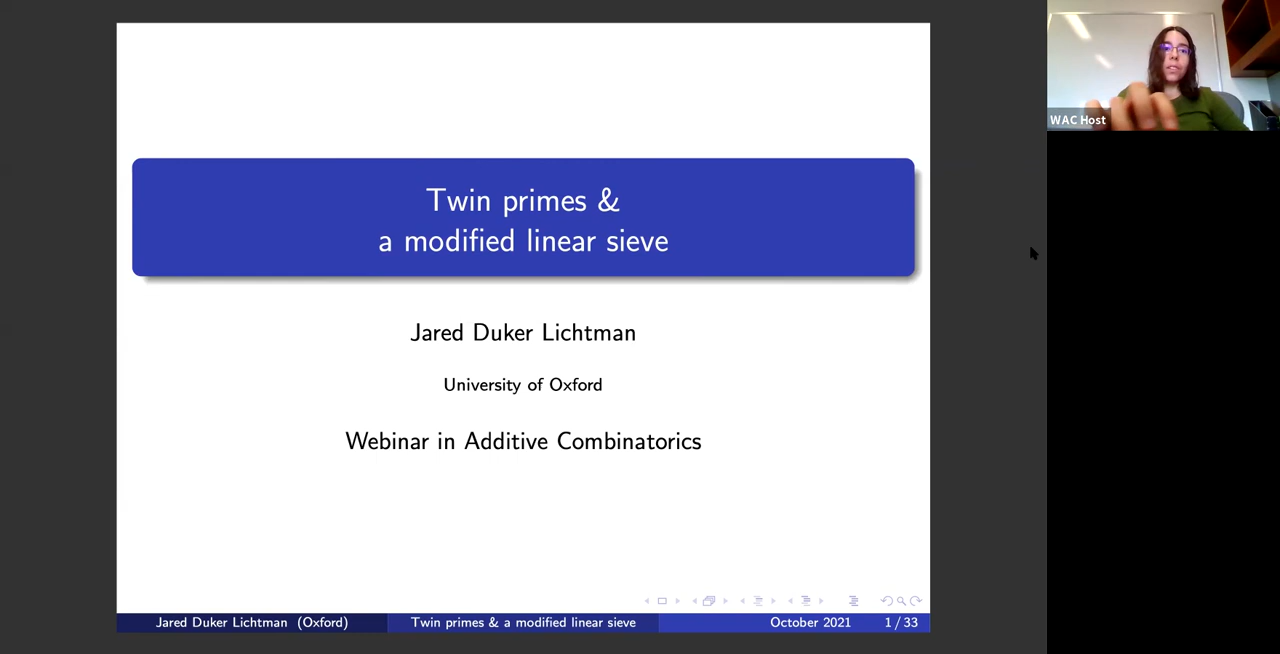 Twin primes &
a modified linear sieve
Jared Duker Lichtman
University of Oxford
Webinar in Additive Combinatorics
Jared Duker Lichtman (Oxford)
Twin primes & a modified linear sieve
October 2021
1 / 33
WAC Host